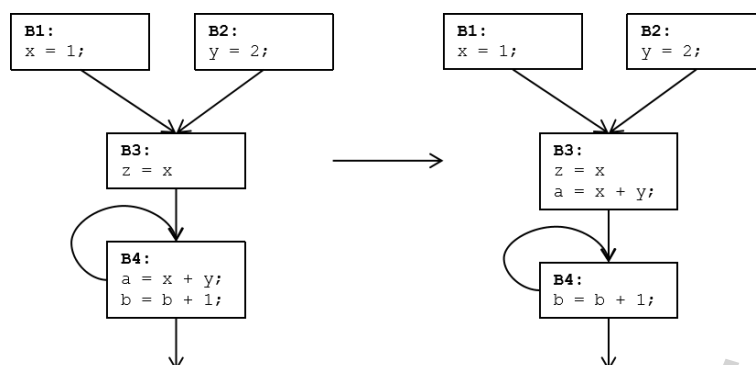 B1:
x = 1;
B2:
y = 2;
B3:
z = x
B4:
a = x + y;
b = b + 1;
B1:
x = 1;
B2:
y = 2;
B3:
z = x
a = x + y;
B4:
b = b + 1;